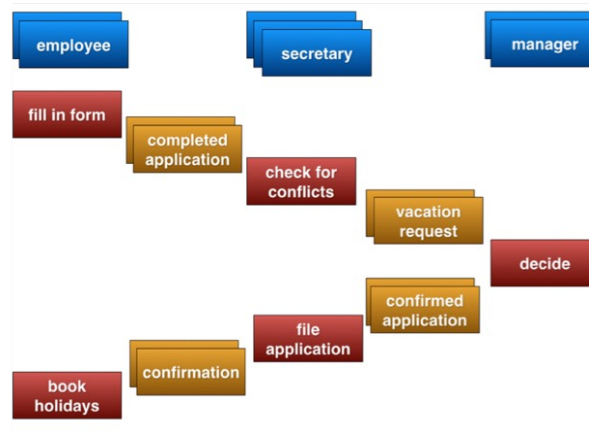 employee
secretary
manager
fill in form
completed
application
check for
conflicts
vacation
request
decide
confirmed
application
file
application
confirmation
book
holidays